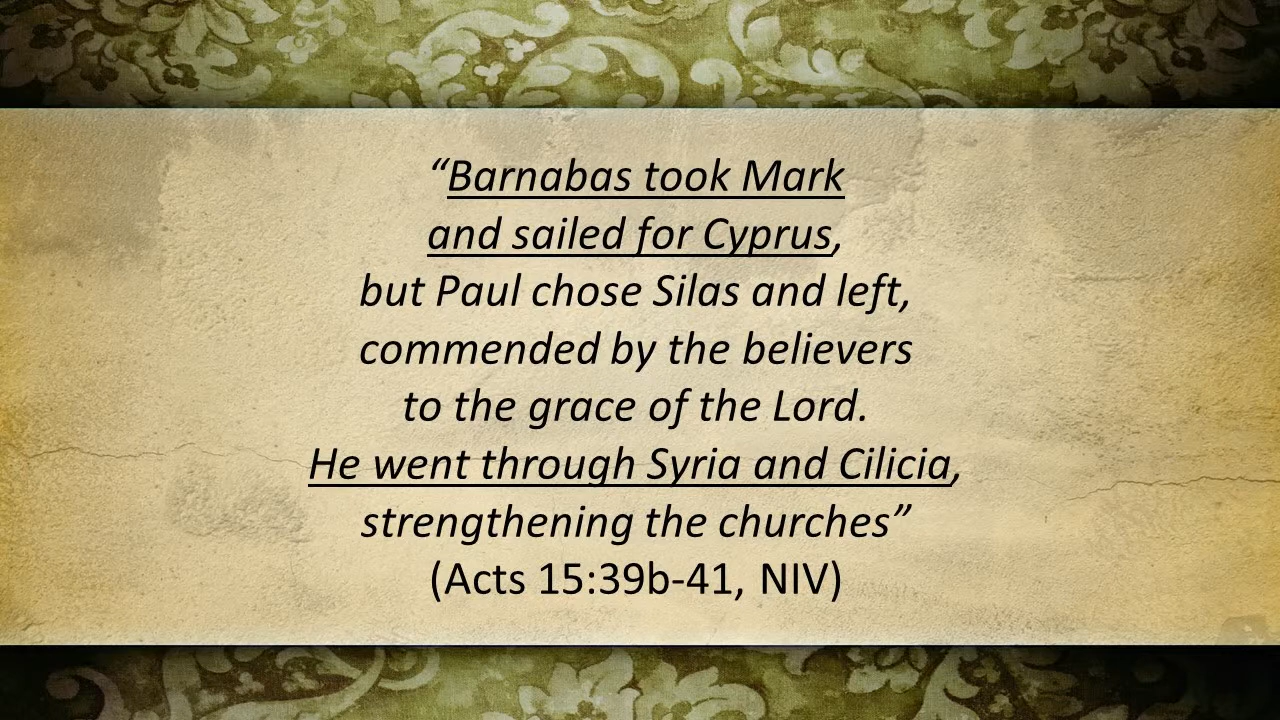 “Barnabas took Mark
and sailed for Cyprus,
but Paul chose Silas and left,
commended by the believers
to the grace of the Lord.
He went through Syria and Cilicia,
strengthening the churches”
(Acts 15:39b-41, NIV)